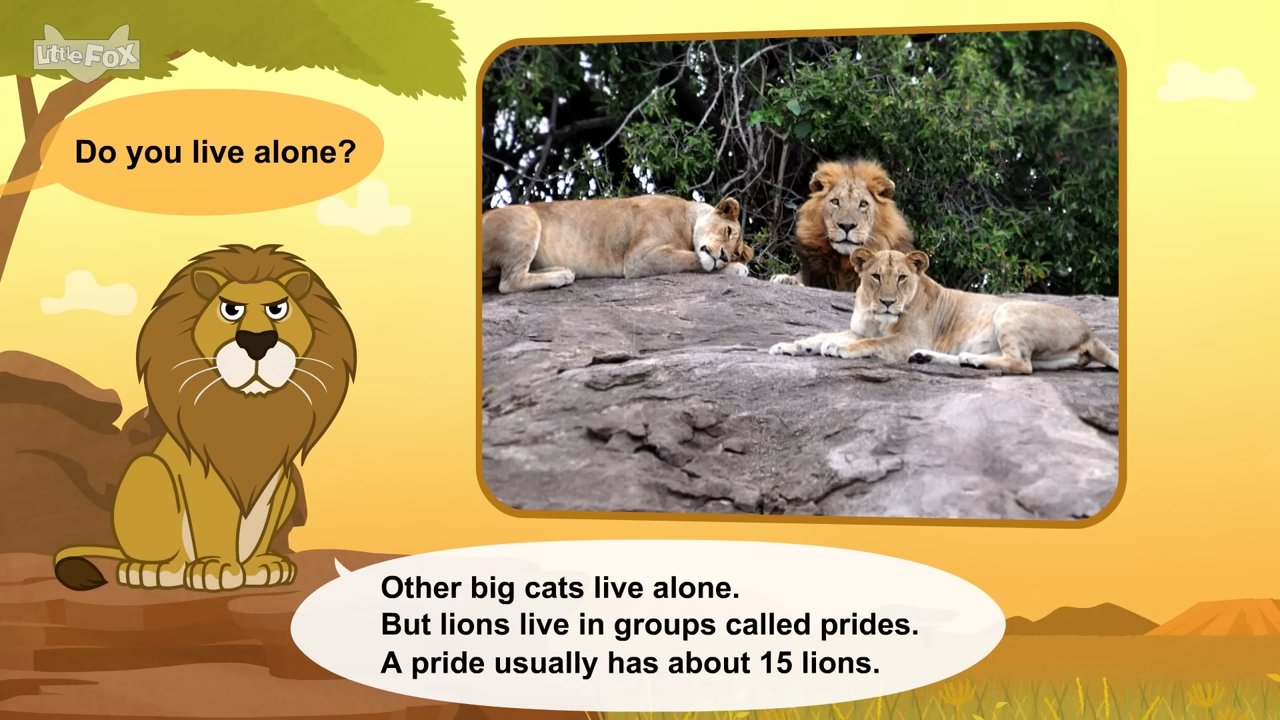 Little Fox
Do you live alone?
Other big cats live alone.
But lions live in groups called prides.
A pride usually has about 15 lions.